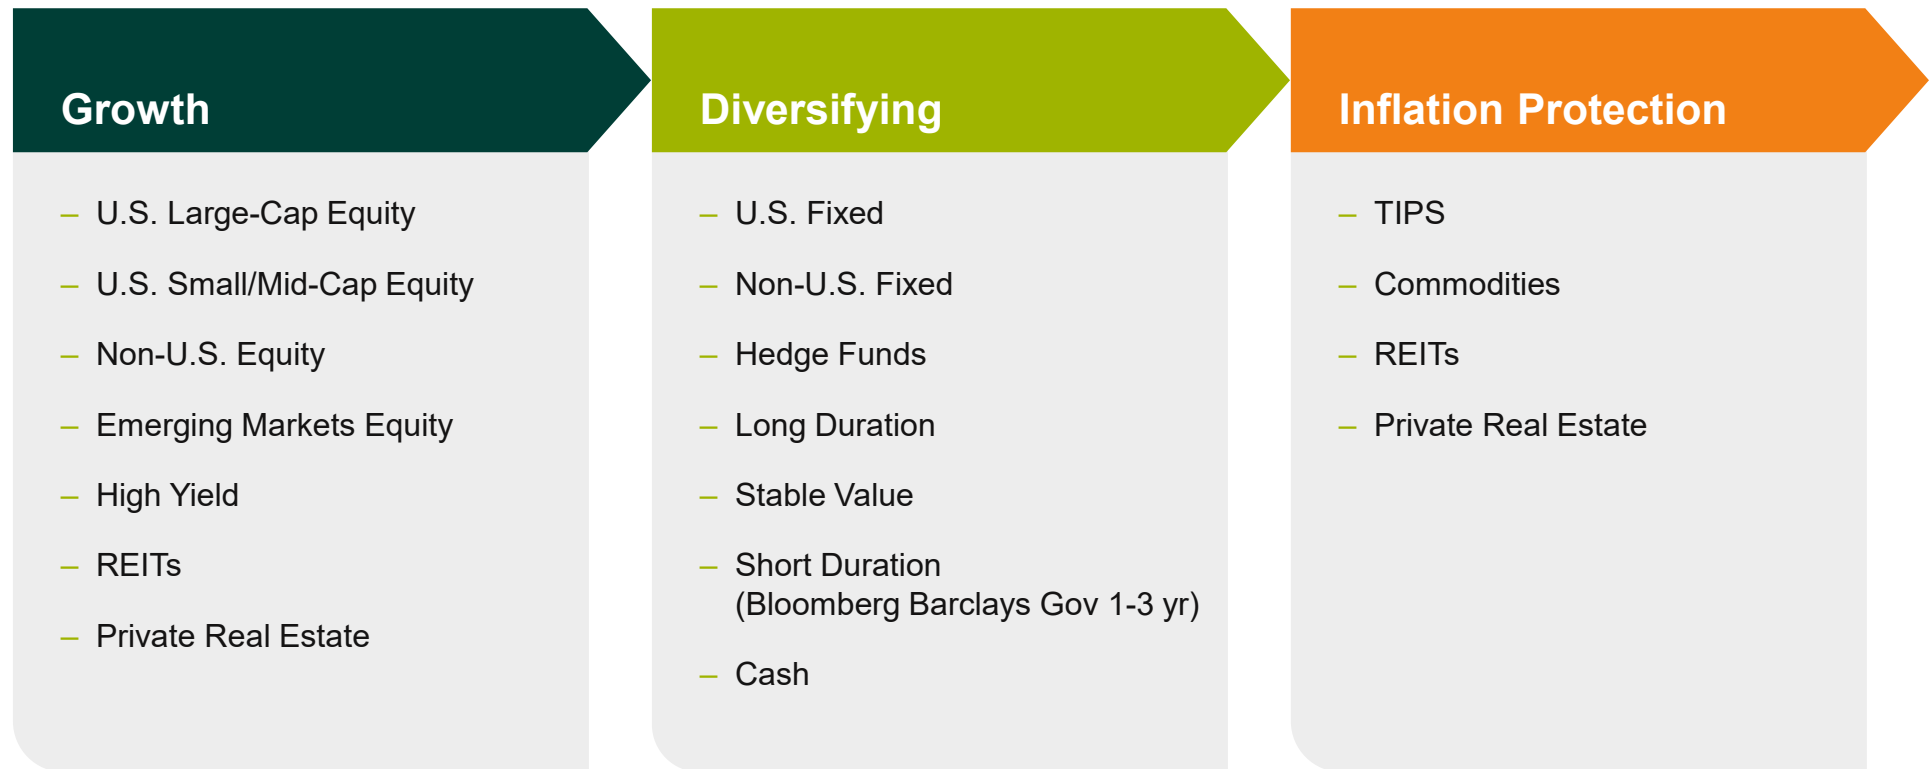 Growth
– U.S. Large-Cap Equity
– U.S. Small/Mid-Cap Equity
– Non-U.S. Equity
– Emerging Markets Equity
– High Yield
– REITs
– Private Real Estate
Diversifying
– U.S. Fixed
– Non-U.S. Fixed
– Hedge Funds
– Long Duration
– Stable Value
– Short Duration
(Bloomberg Barclays Gov 1-3 yr)
– Cash
Inflation Protection
– TIPS
– Commodities
– REITs
– Private Real Estate